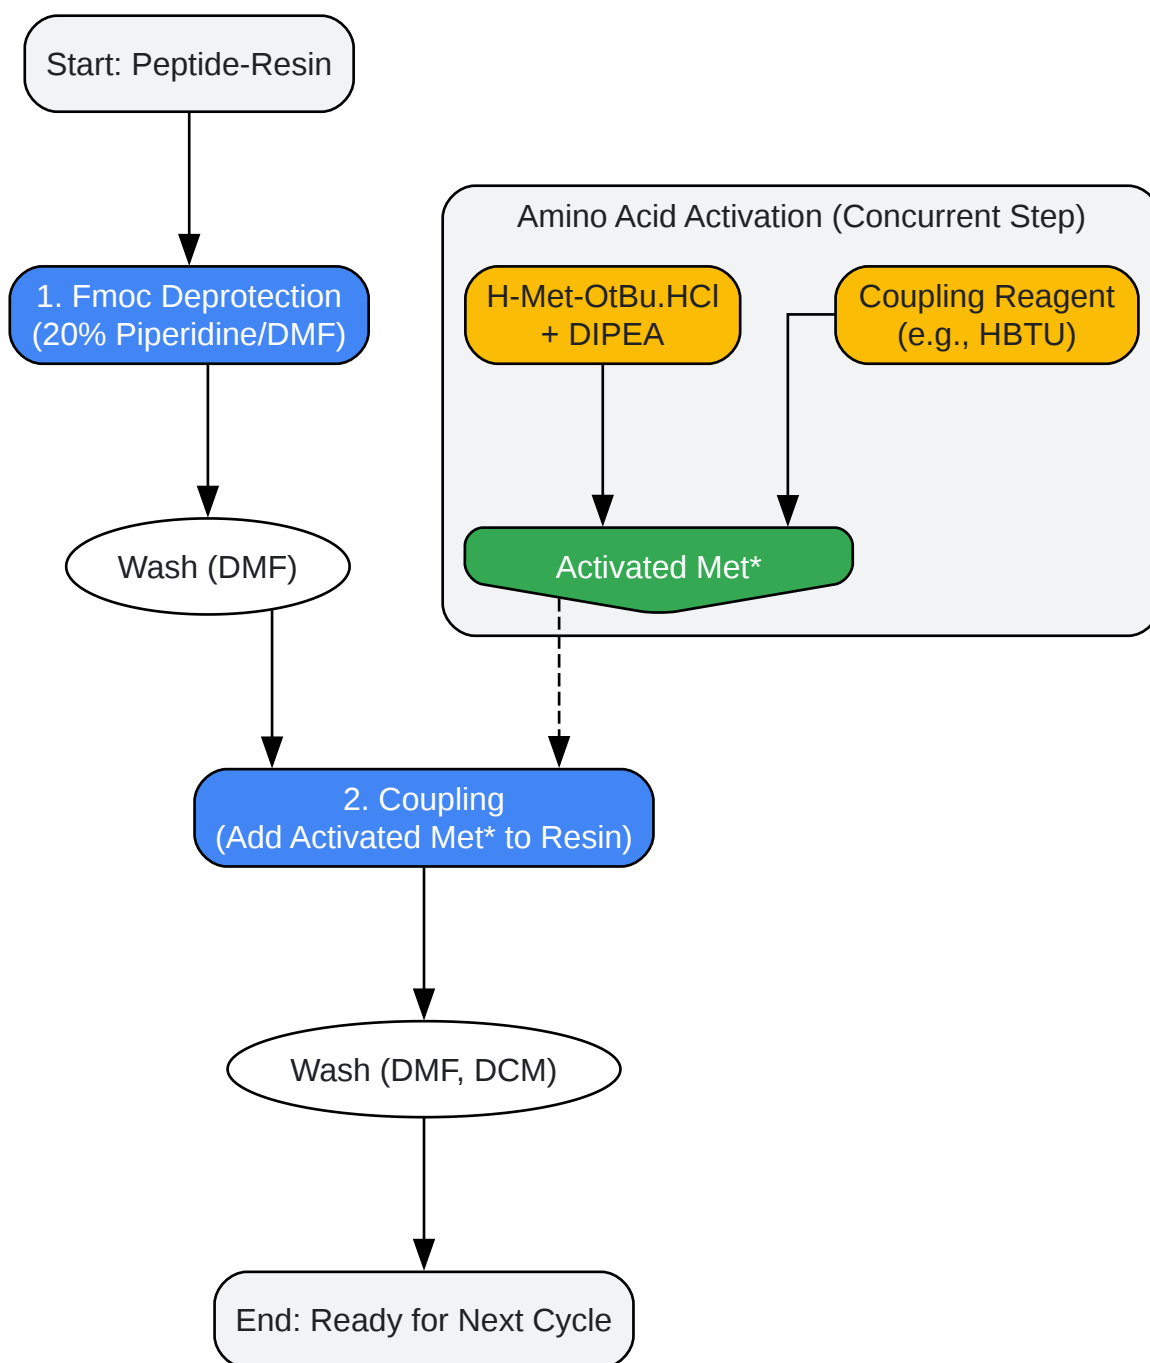 Start: Peptide-Resin
Amino Acid Activation (Concurrent Step)
1. Fmoc Deprotection
(20% Piperidine/DMF)
H-Met-OtBu.HCl
+ DIPEA
Coupling Reagent
(e.g., HBTU)
Wash (DMF)
Activated Met*
2. Coupling
(Add Activated Met* to Resin)
Wash (DMF, DCM)
End: Ready for Next Cycle